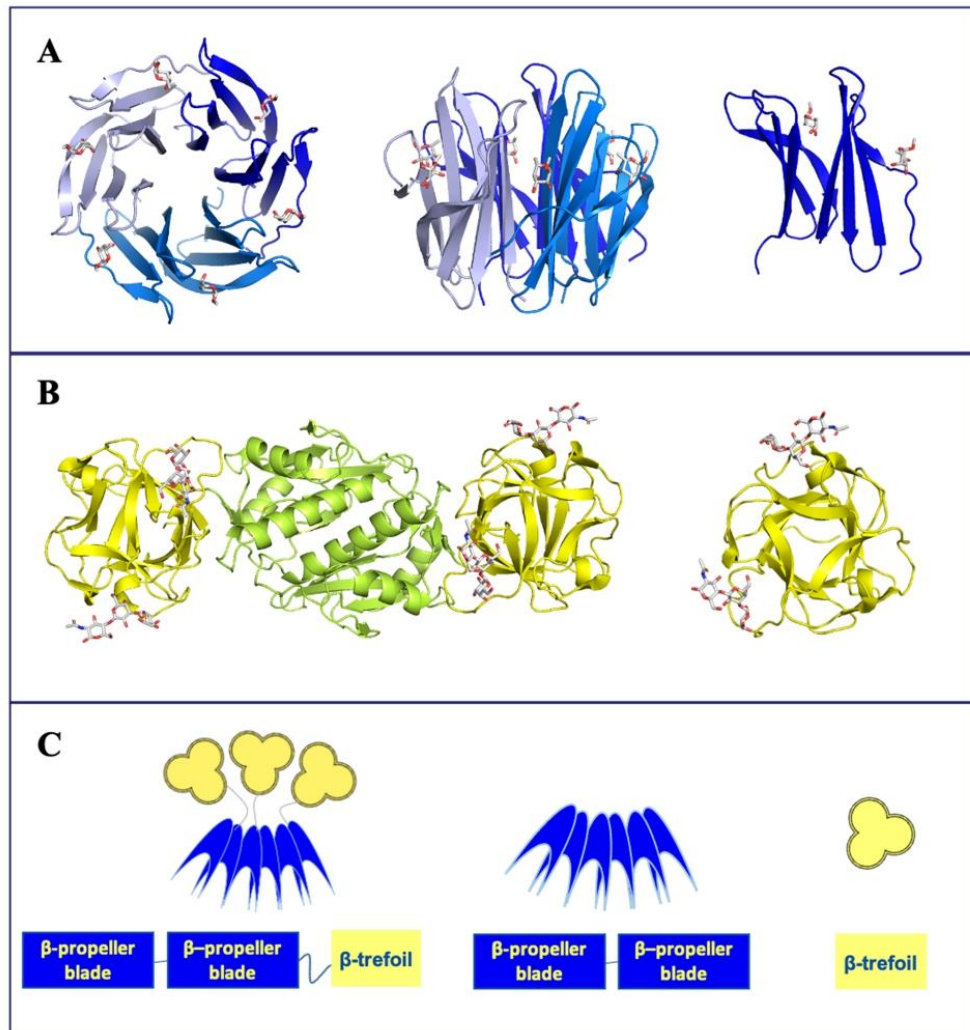 A
B
C
β-propeller
blade
β–propeller
blade
β-trefoil
β-propeller
blade
β–propeller
blade
β-trefoil